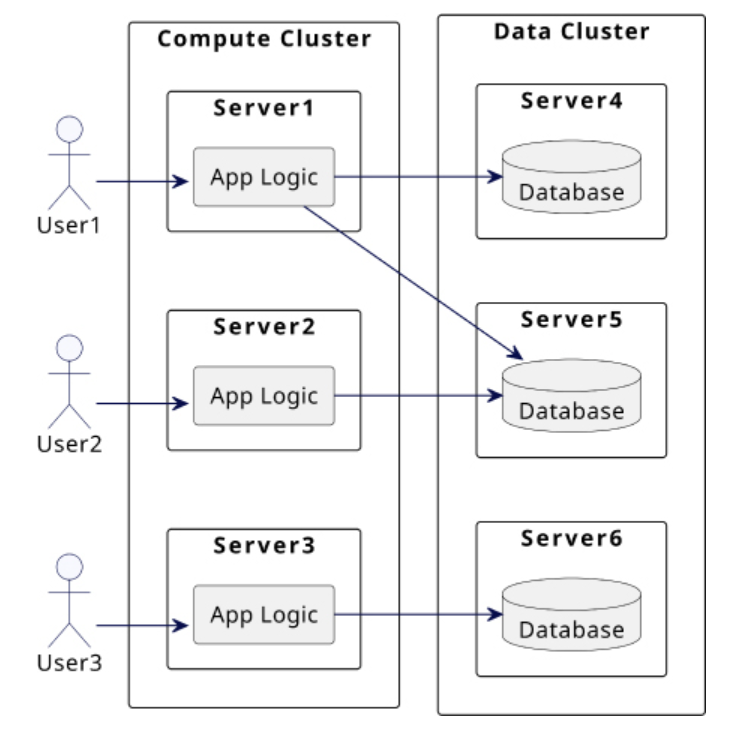 Compute Cluster
Data Cluster
Server1
Server4
App Logic
Database
User1
Server2
Server5
App Logic
Database
User2
Server3
Server6
App Logic
Database
User3